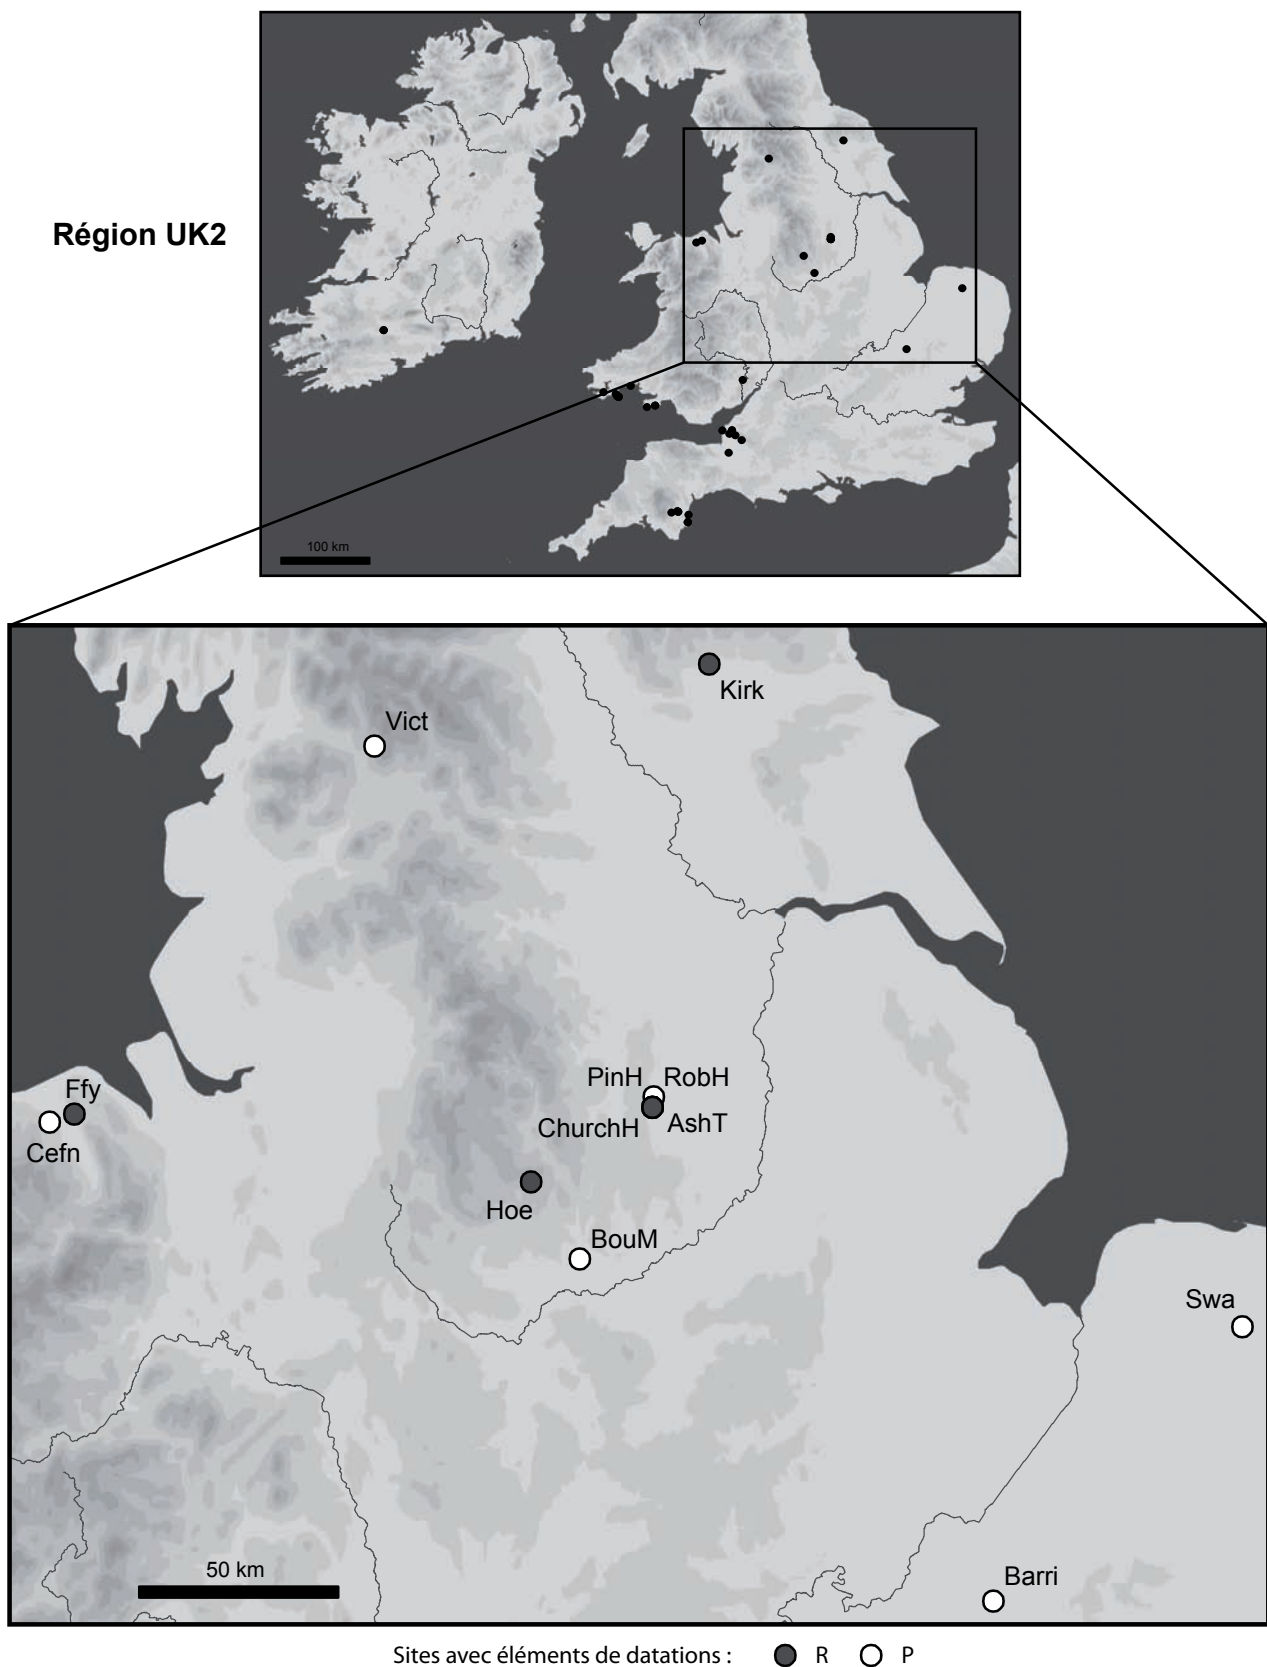 Région UK2
100 km
Kirk
Vict
PinH RobH
Ffy
ChurchH AshT
Cefn
Hoe
BouM
Swa
50 km
Barri
Sites avec éléments de datations : R P